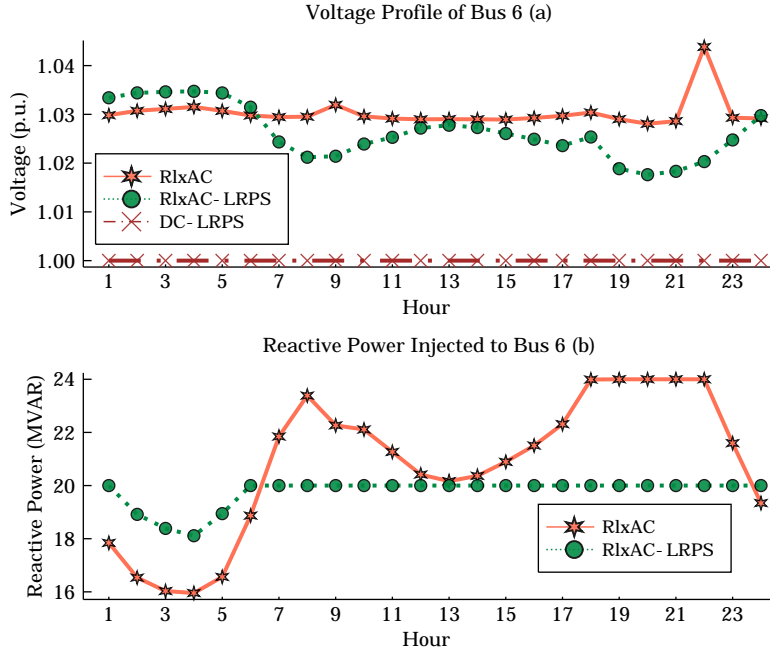 Voltage Profile of Bus 6 (a)
Voltage (p.u.)
1.04
1.03
1.02
1.01
1.00
RlxAC
RlxAC-LRPS
DC-LRPS
1 3 5 7 9 11 13 15 17 19 21 23
Hour
Reactive Power Injected to Bus 6 (b)
Reactive Power (MVAR)
24
22
20
18
16
RlxAC
RlxAC-LRPS
1 3 5 7 9 11 13 15 17 19 21 23
Hour